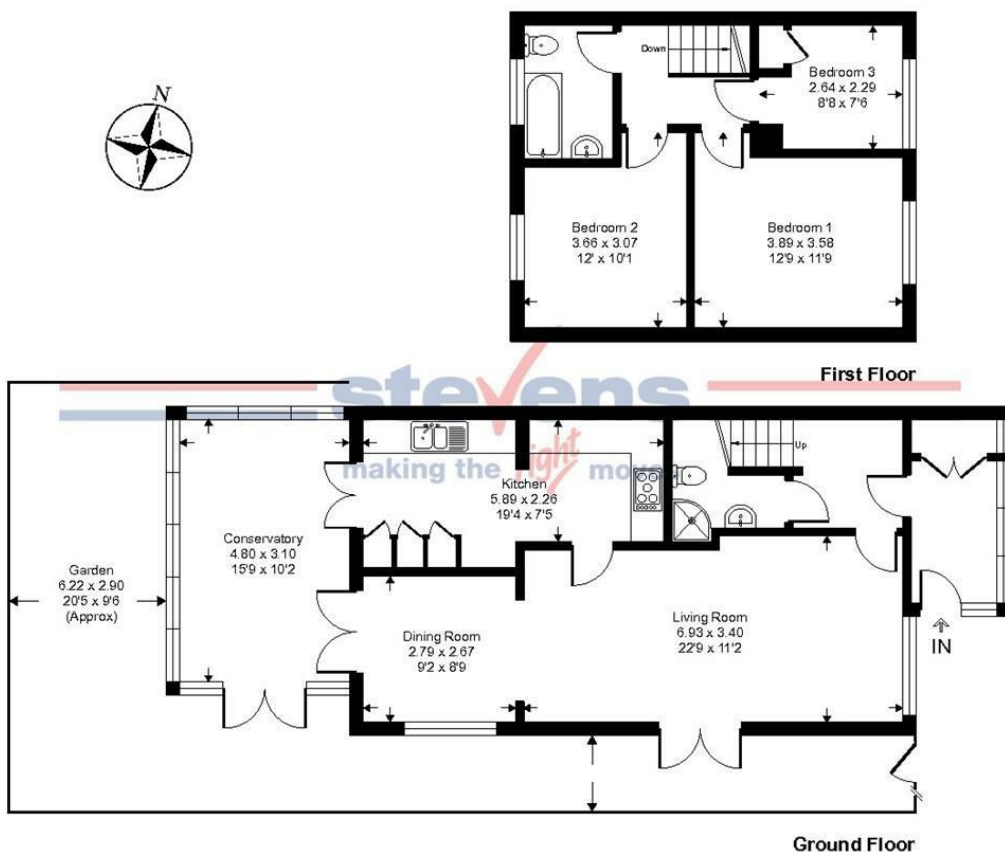 N
Down
Bedroom 3
2.64 x 2.29
8'8 x 7'6
Bedroom 2
3.66 x 3.07
12' x 10'1
Bedroom 1
3.89 x 3.58
12'9 x 11'9
First Floor
stevens
making the right move
Up
Kitchen
5.89 x 2.26
19'4 x 7'5
Conservatory
4.80 x 3.10
15'9 x 10'2
Garden
6.22 x 2.90
20'5 x 9'6
(Approx)
Dining Room
2.79 x 2.67
9'2 x 8'9
Living Room
6.93 x 3.40
22'9 x 11'2
IN
Ground Floor